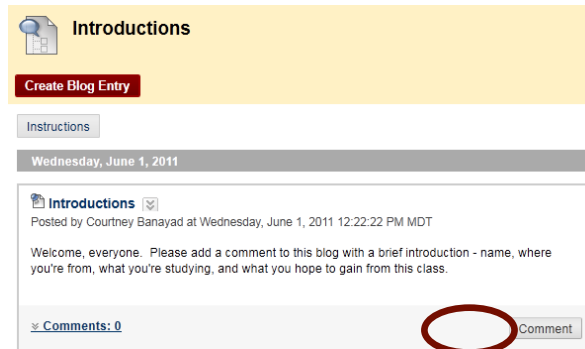 Introductions
Create Blog Entry
Instructions
Wednesday, June 1, 2011
Introductions
Posted by Courtney Banayad at Wednesday, June 1, 2011 12:22:22 PM MDT
Welcome, everyone.  Please add a comment to this blog with a brief introduction - name, where
you're from, what you're studying, and what you hope to gain from this class.
Comments: 0
Comment